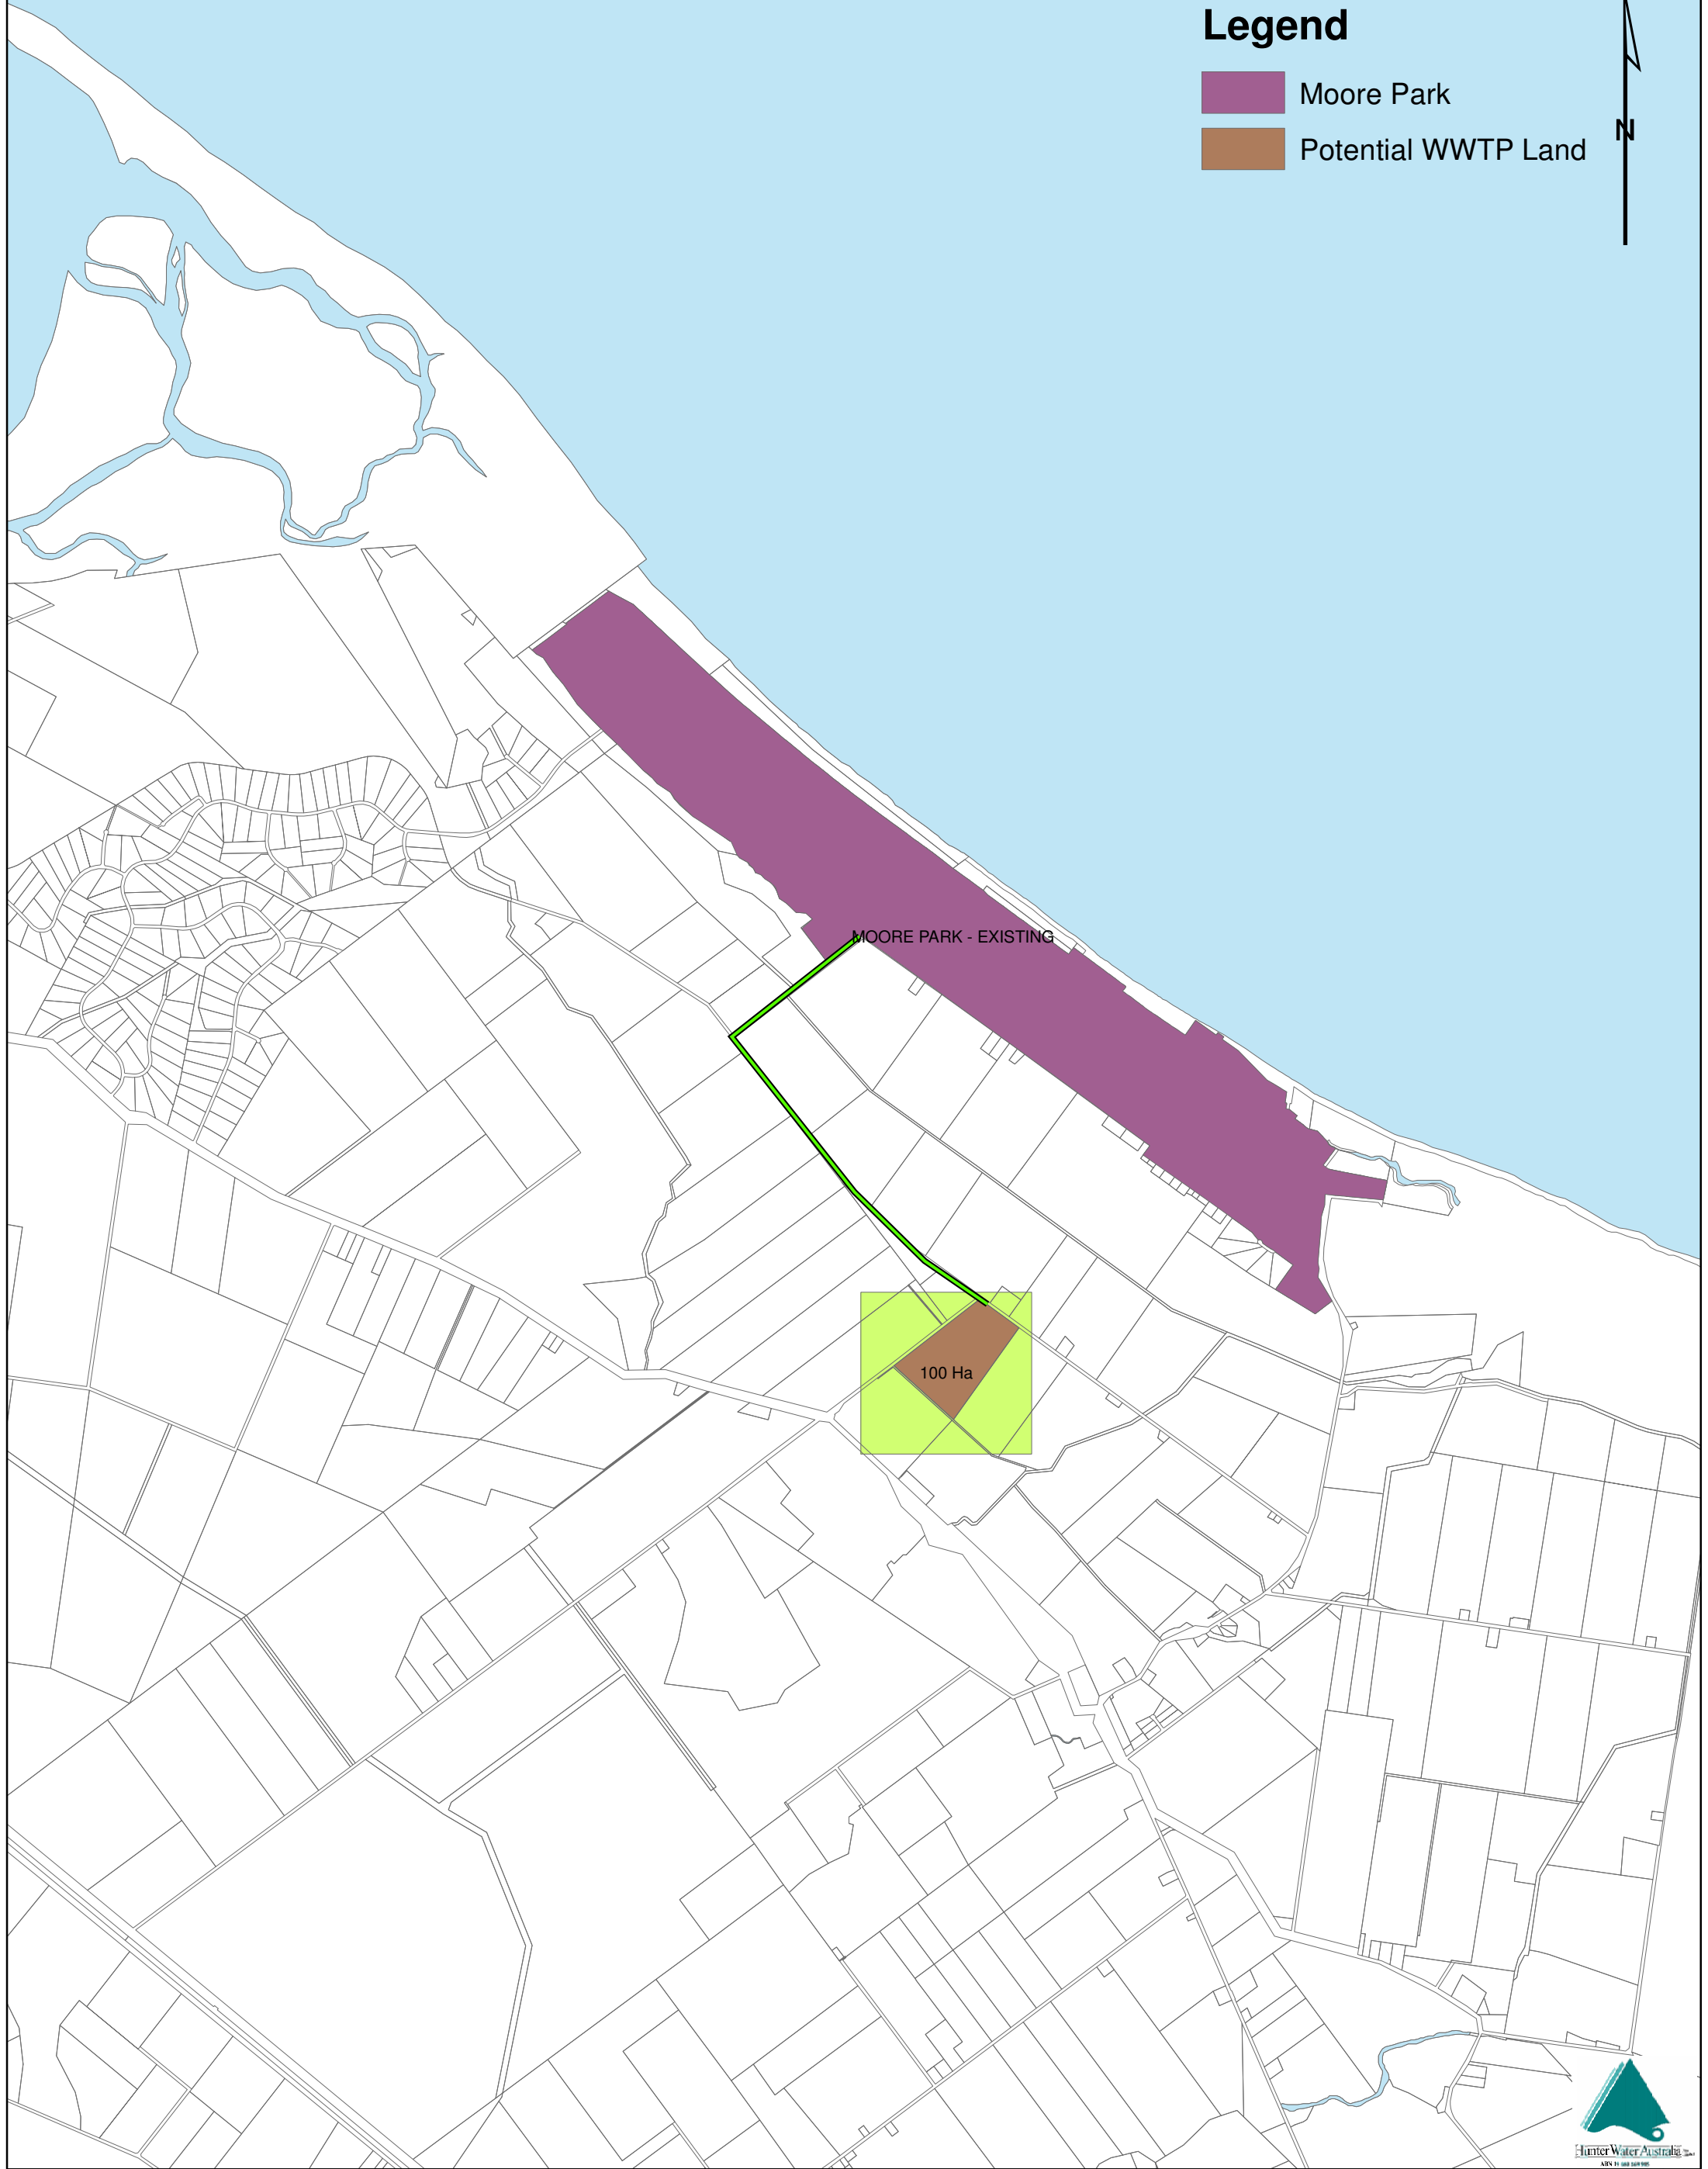 Legend
Moore Park
Potential WWTP Land
N
MOORE PARK - EXISTING
100 Ha
Hunter Water Australia